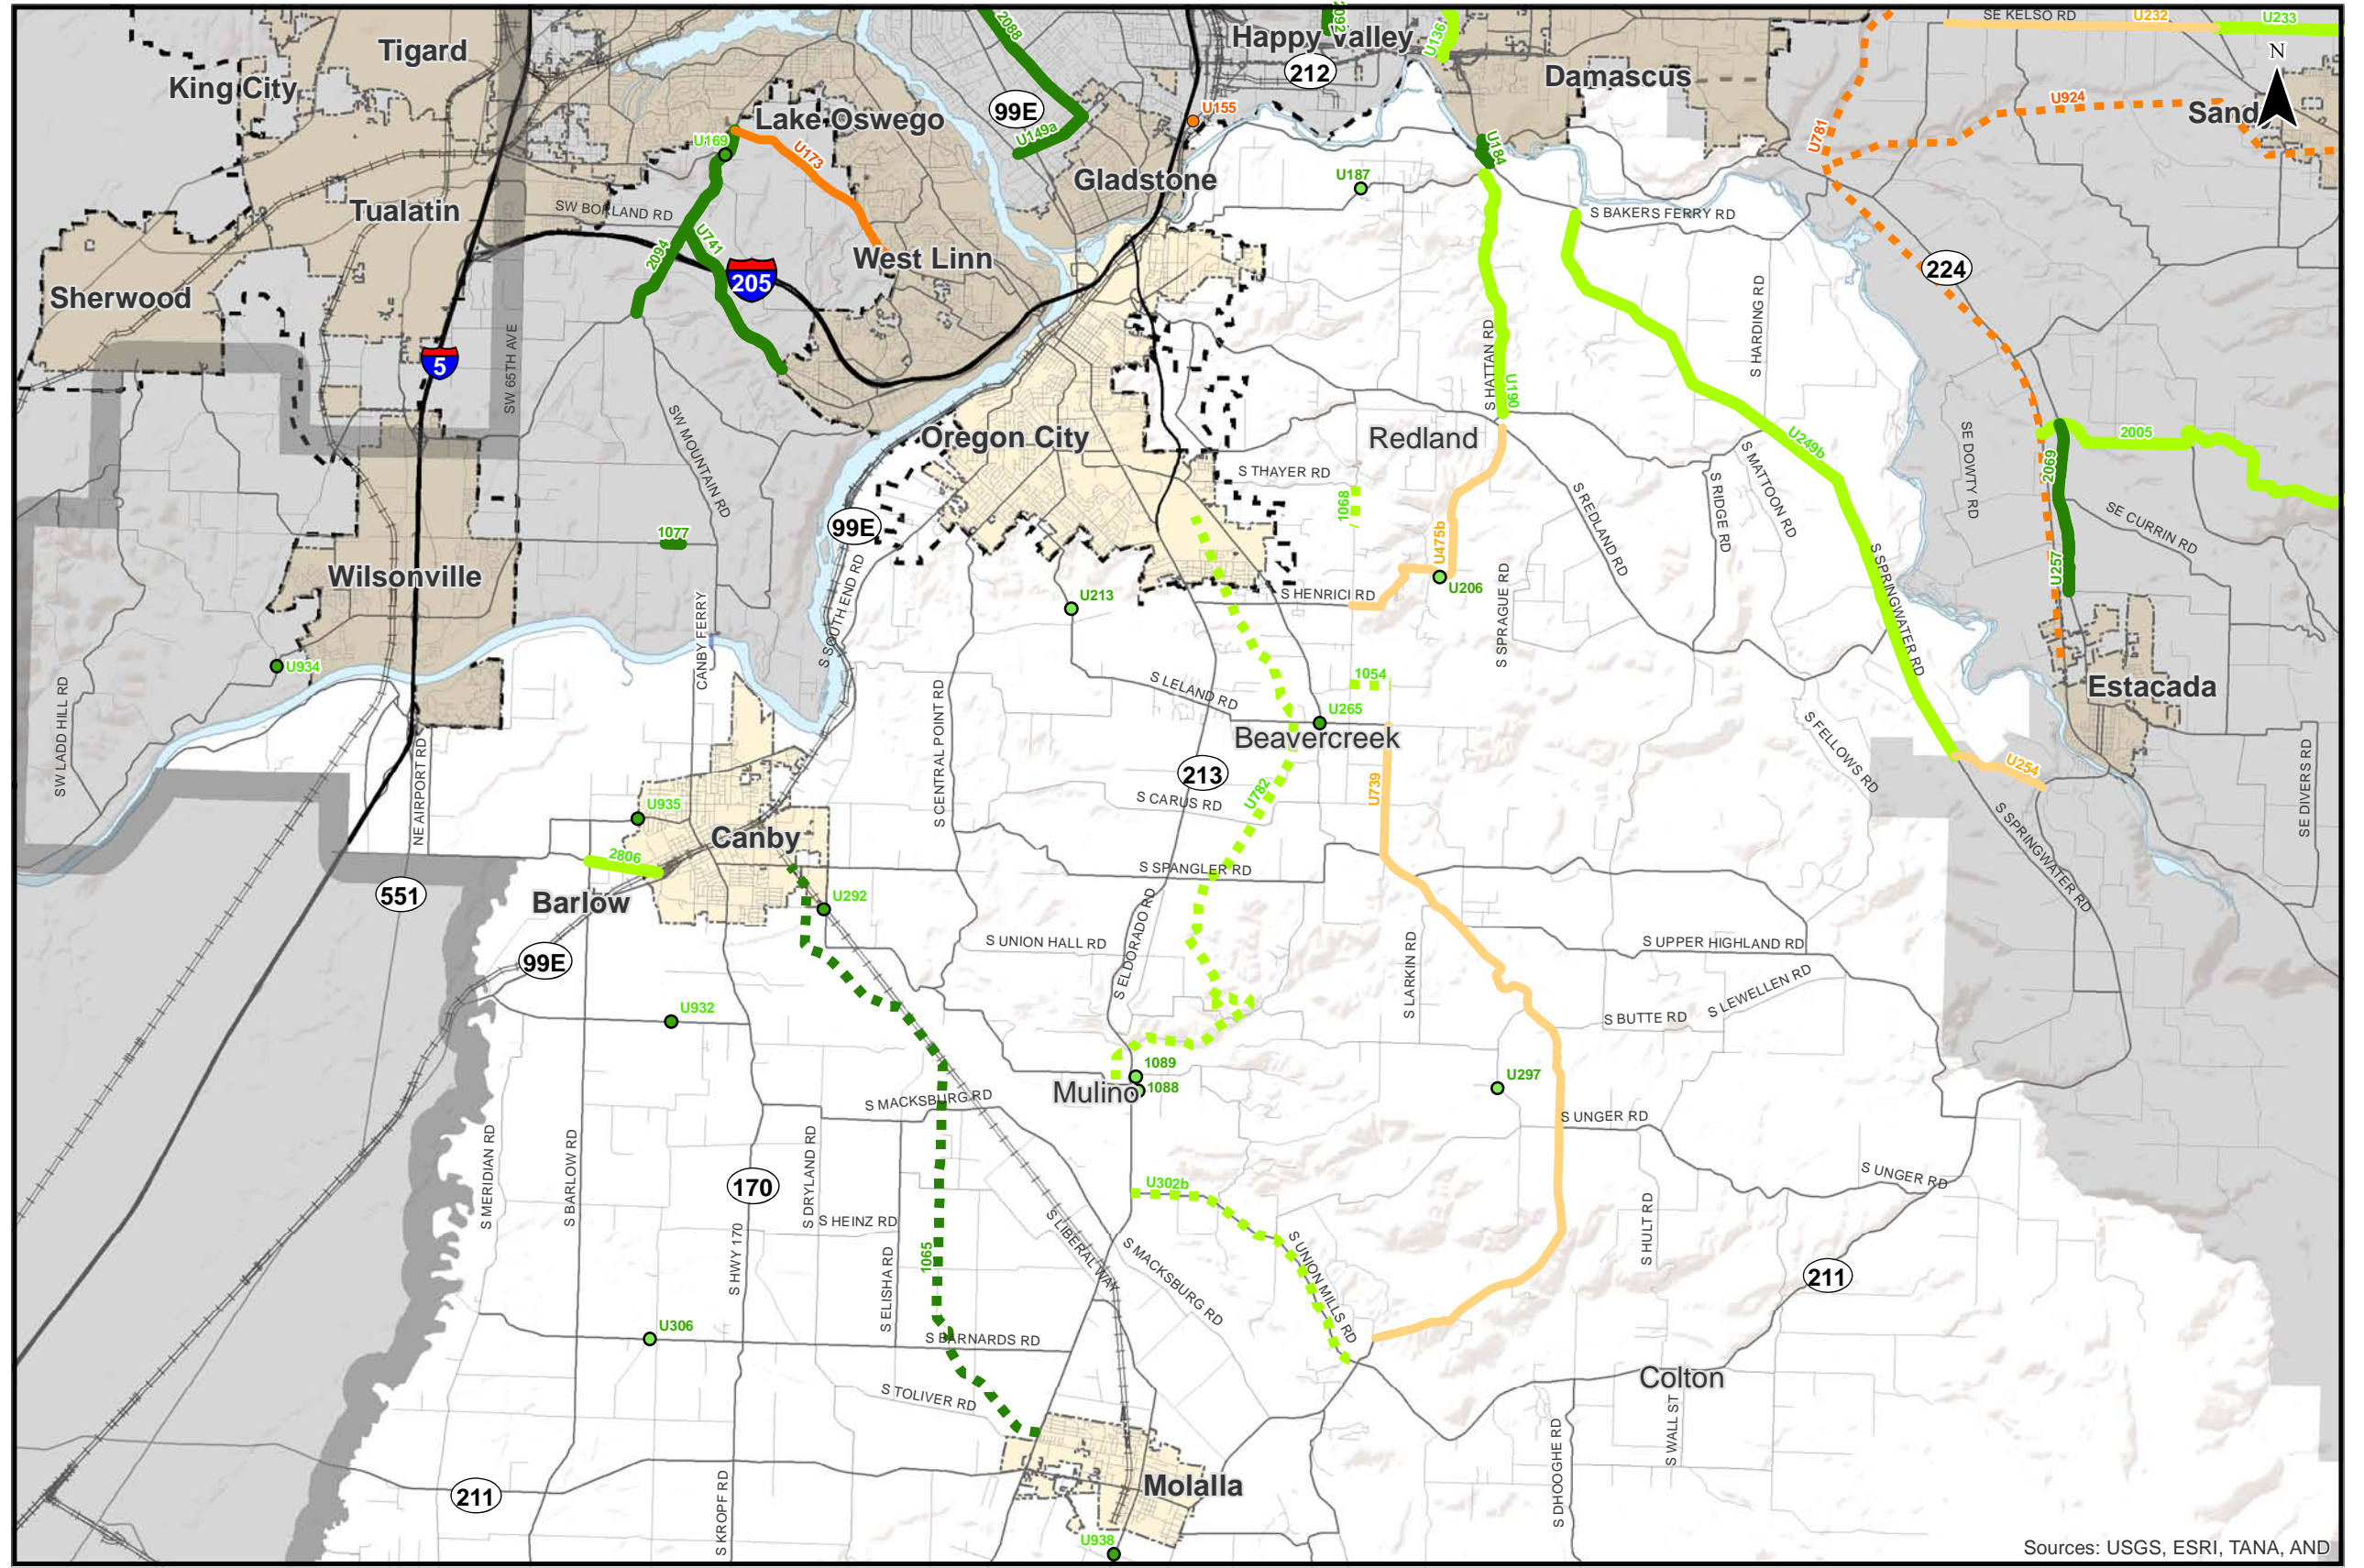 SE KELSO RD
U232
U233
2088
2092
U136
Tigard
Happy Valley
212
N
King City
Damascus
99E
U155
U924
Sandy
Lake Oswego
U169
U173
U149a
U184
U781
Gladstone
U187
Tualatin
SW BORLAND RD
S BAKERS FERRY RD
2094
U741
205
West Linn
224
Sherwood
S HARDING RD
SW 65TH AVE
5
S HATTAN RD
U190
SW MOUNTAIN RD
Oregon City
Redland
U249b
2005
SE DOWTY RD
2069
S THAYER RD
S MATTOON RD
S RIDGE RD
1068
S REDLAND RD
99E
1077
U475b
SE CURRIN RD
Wilsonville
U257
U206
U213
S HENRICI RD
S SPRAGUE RD
S SPRINGWATER RD
S SOUTH END RD
CANBY FERRY
U934
1054
S LELAND RD
Estacada
SW LADD HILL RD
S CENTRAL POINT RD
U265
Beavercreek
S FELLOWS RD
NE AIRPORT RD
213
U254
SE DIVERS RD
U739
U782
S CARUS RD
U935
Canby
2806
S SPANGLER RD
S SPRINGWATER RD
551
Barlow
U292
S ELDORADO RD
99E
S UNION HALL RD
S LARKIN RD
S UPPER HIGHLAND RD
S LEWELLEN RD
U932
S BUTTE RD
1089
Mulino
1088
U297
S MACKSBURG RD
S UNGER RD
S MERIDIAN RD
S BARLOW RD
170
S DRYLAND RD
U302b
S UNGER RD
S HEINZ RD
S HWY 170
1065
S LIBERAL WAY
S MACKSBURG RD
S UNION MILLS RD
S HULT RD
211
S ELISHA RD
U306
S BARNARDS RD
Colton
S TOLIVER RD
S WALL ST
S DHOOGHE RD
211
S KROPF RD
Molalla
U938
Sources: USGS, ESRI, TANA, AND